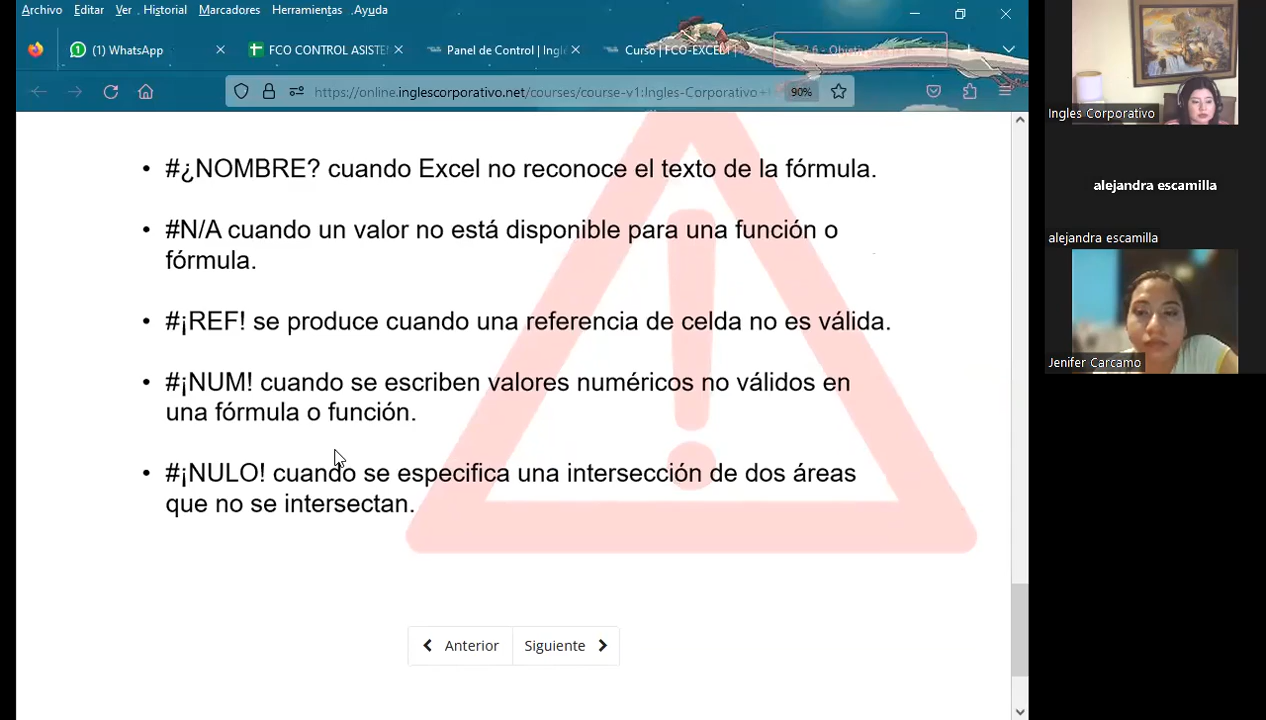 Archivo Editar Ver Historial Marcadores Herramientas Ayuda
(1) WhatsApp
FCO CONTROL ASISTE
Panel de Control | Ingl
Curso | FCO-EXCEL
https://online.inglescorporativo.net/courses/course-v1:Ingles-Corporativo
90%
• #¿NOMBRE? cuando Excel no reconoce el texto de la fórmula.
• #N/A cuando un valor no está disponible para una función o
fórmula.
• #¡REF! se produce cuando una referencia de celda no es válida.
• #¡NUM! cuando se escriben valores numéricos no válidos en
una fórmula o función.
• #¡NULO! cuando se especifica una intersección de dos áreas
que no se intersectan.
Anterior Siguiente
Ingles Corporativo
alejandra escamilla
alejandra escamilla
Jenifer Carcamo